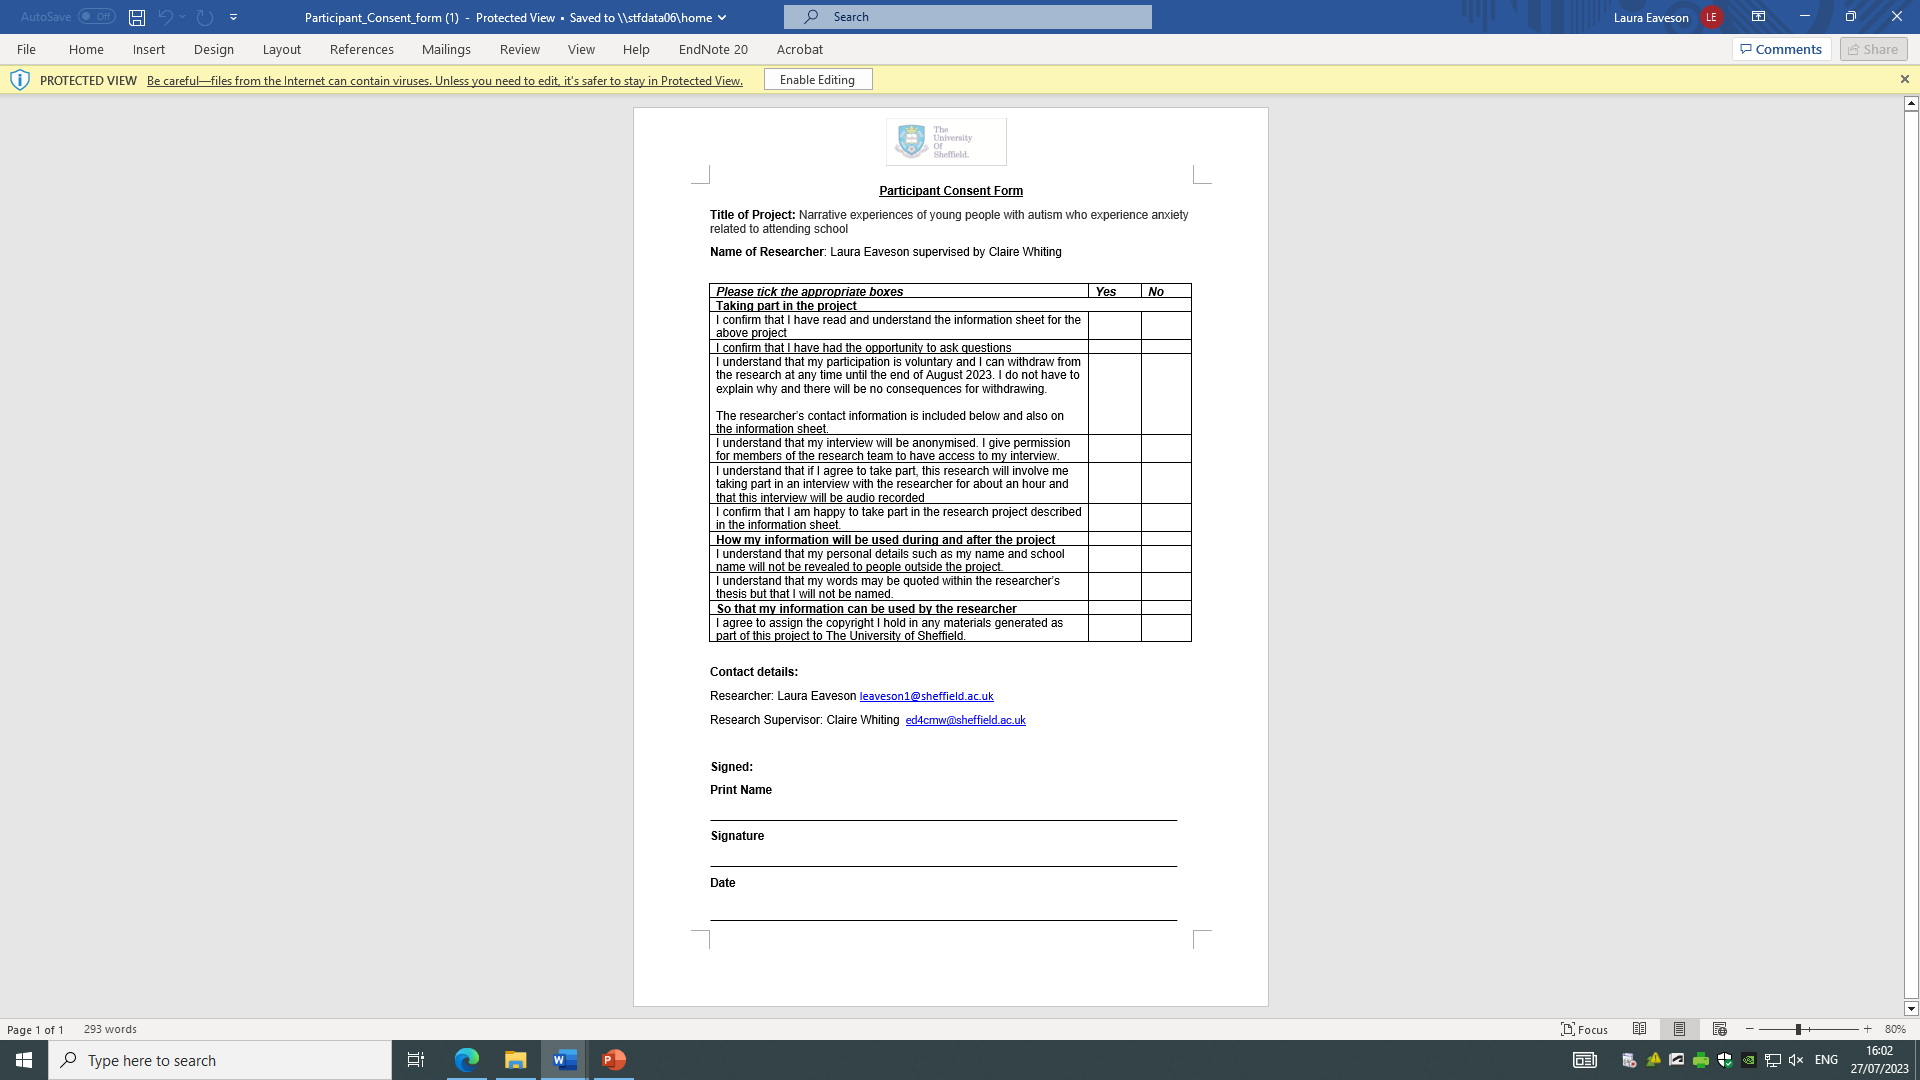 AutoSave Off Participant_Consent_form (1) - Protected View • Saved to \\stfdata06\home Search Laura Eaveson LE
File Home Insert Design Layout References Mailings Review View Help EndNote 20 Acrobat Comments Share
PROTECTED VIEW Be careful—files from the Internet can contain viruses. Unless you need to edit, it's safer to stay in Protected View. Enable Editing
The
University
Of
Sheffield.
Participant Consent Form
Title of Project: Narrative experiences of young people with autism who experience anxiety
related to attending school
Name of Researcher: Laura Eaveson supervised by Claire Whiting
Please tick the appropriate boxes Yes No
Taking part in the project
I confirm that I have read and understand the information sheet for the
above project
I confirm that I have had the opportunity to ask questions
I understand that my participation is voluntary and I can withdraw from
the research at any time until the end of August 2023. I do not have to
explain why and there will be no consequences for withdrawing.
The researcher's contact information is included below and also on
the information sheet.
I understand that my interview will be anonymised. I give permission
for members of the research team to have access to my interview.
I understand that if I agree to take part, this research will involve me
taking part in an interview with the researcher for about an hour and
that this interview will be audio recorded
I confirm that I am happy to take part in the research project described
in the information sheet.
How my information will be used during and after the project
I understand that my personal details such as my name and school
name will not be revealed to people outside the project.
I understand that my words may be quoted within the researcher's
thesis but that I will not be named.
So that my information can be used by the researcher
I agree to assign the copyright I hold in any materials generated as
part of this project to The University of Sheffield.
Contact details:
Researcher: Laura Eaveson leaveson1@sheffield.ac.uk
Research Supervisor: Claire Whiting ed4cmw@sheffield.ac.uk
Signed:
Print Name
Signature
Date
Page 1 of 1 293 words Focus 80%
Type here to search ENG 16:02
27/07/2023